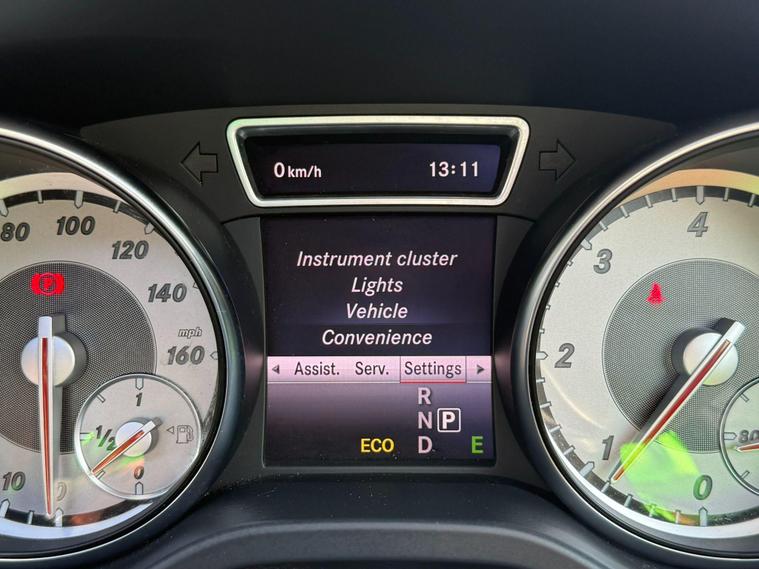 0 km/h 13:11
Instrument cluster
Lights
Vehicle
Convenience
Assist. Serv. Settings
R
N P
D
ECO E
80 100 120 140 160
mph
10 0
1
1/2
0
P
4
3
2
1
0